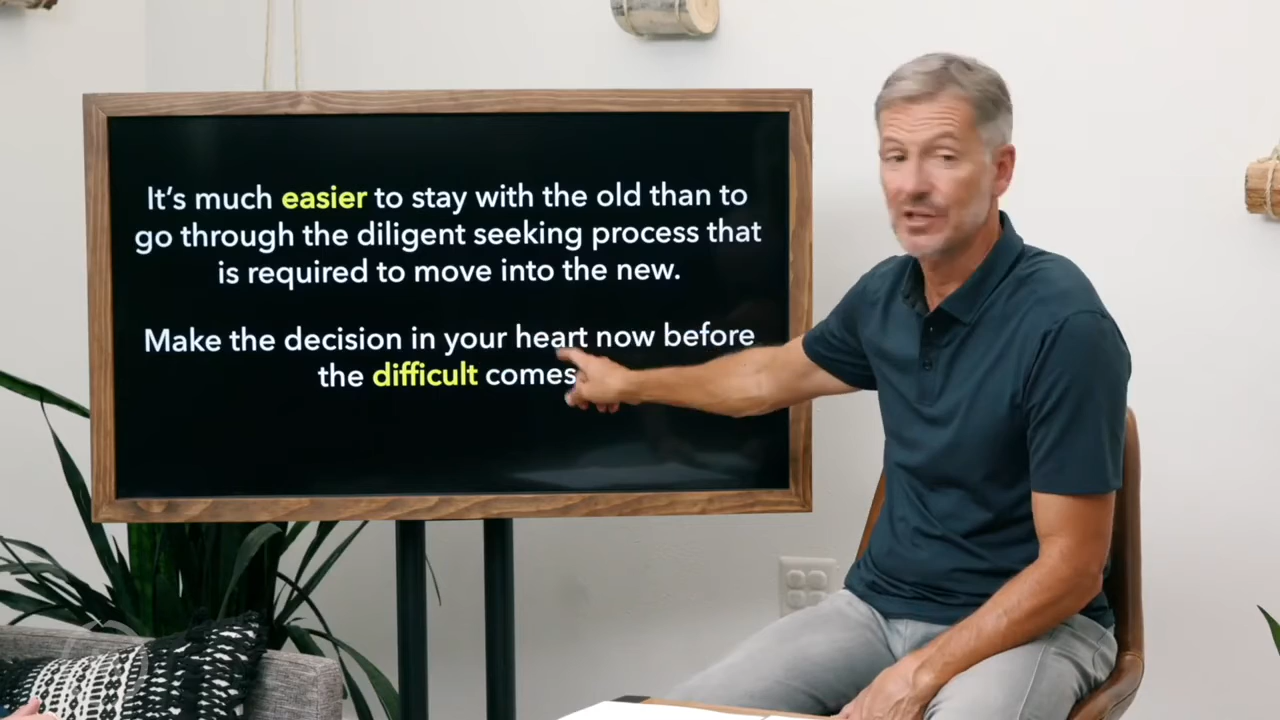 It's much easier to stay with the old than to
go through the diligent seeking process that
is required to move into the new.
Make the decision in your heart now before
the difficult comes